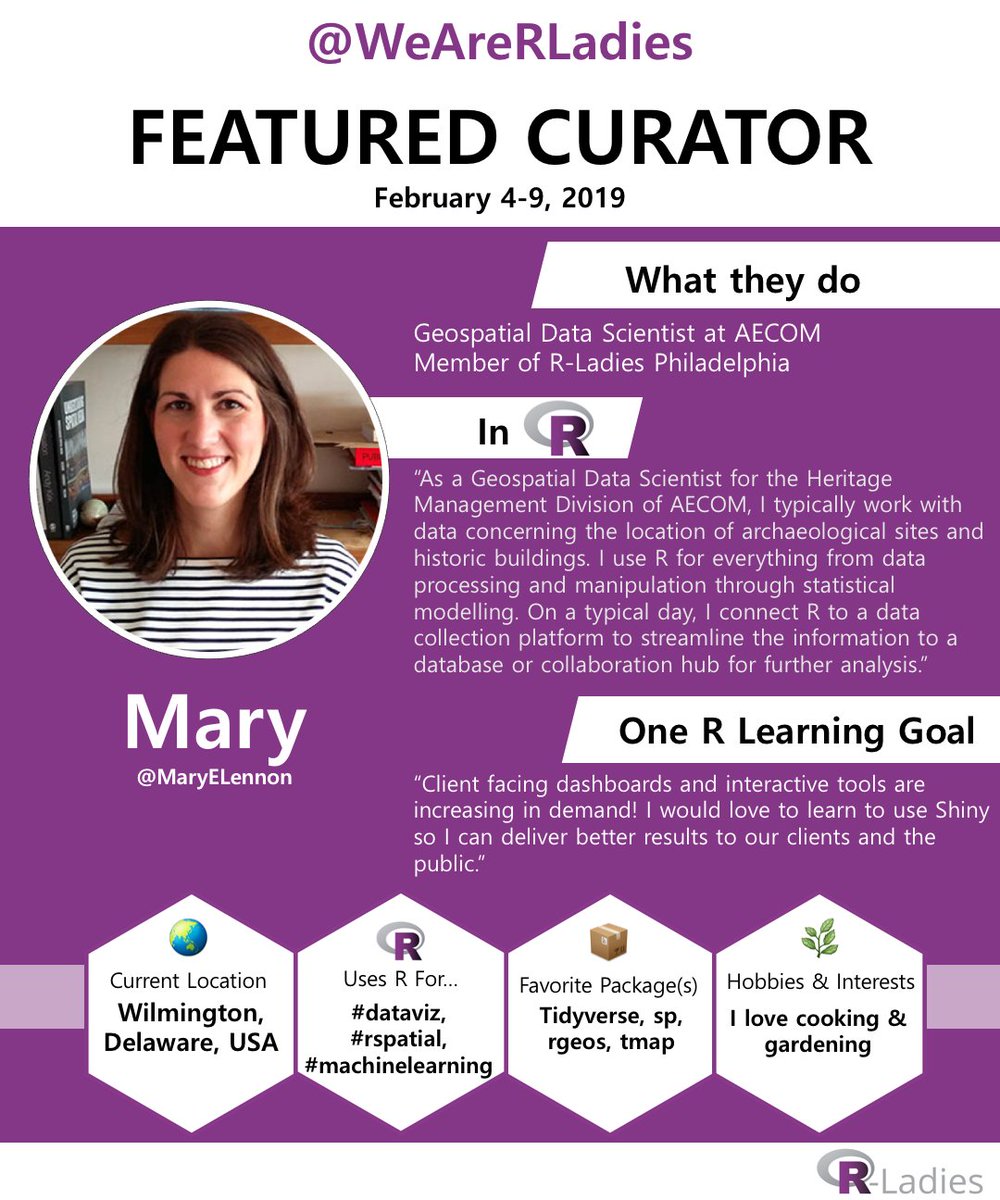 @WeAreRLadies
FEATURED CURATOR
February 4-9, 2019
What they do
Geospatial Data Scientist at AECOM
Member of R-Ladies Philadelphia
In R
“As a Geospatial Data Scientist for the Heritage
Management Division of AECOM, I typically work with
data concerning the location of archaeological sites and
historic buildings. I use R for everything from data
processing and manipulation through statistical
modelling. On a typical day, I connect R to a data
collection platform to streamline the information to a
database or collaboration hub for further analysis.”
Mary
@MaryELennon
One R Learning Goal
“Client facing dashboards and interactive tools are
increasing in demand! I would love to learn to use Shiny
so I can deliver better results to our clients and the
public.”
Current Location
Wilmington,
Delaware, USA
R
Uses R For...
#dataviz,
#rspatial,
#machinelearning
Favorite Package(s)
Tidyverse, sp,
rgeos, tmap
Hobbies & Interests
I love cooking &
gardening
R-Ladies